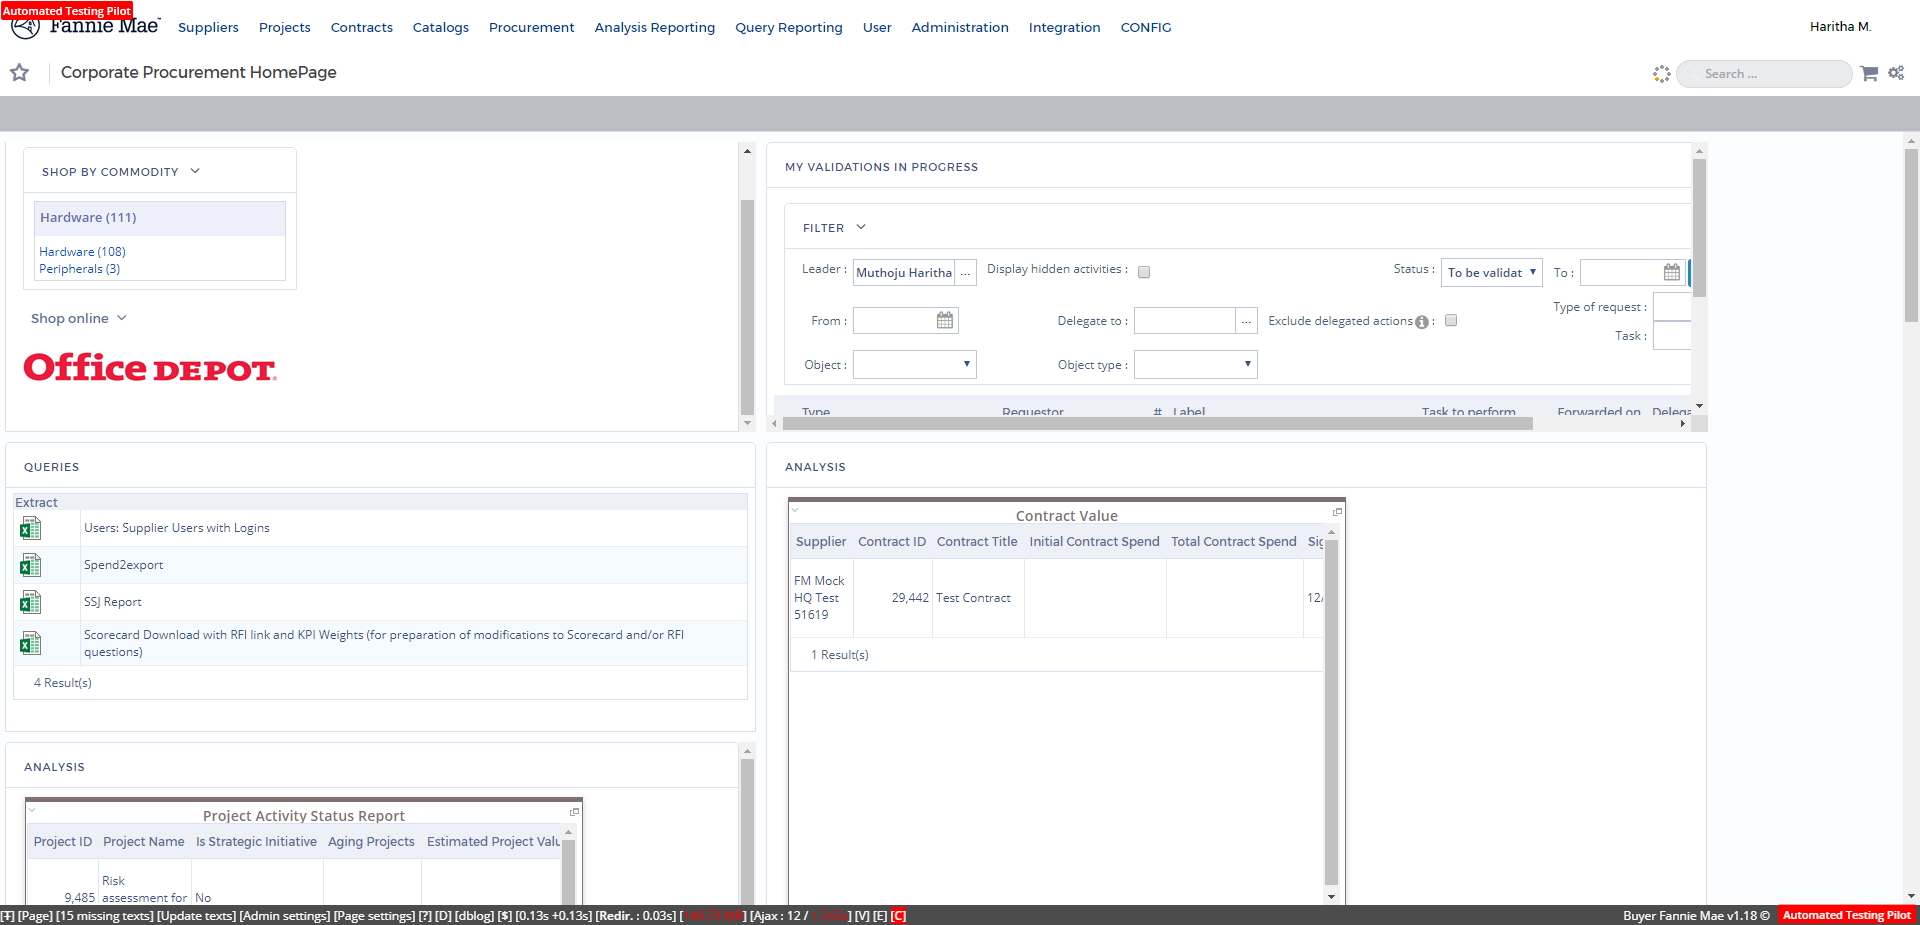 Automated Testing Pilot
Fannie Mae
Suppliers Projects Contracts Catalogs Procurement Analysis Reporting Query Reporting User Administration Integration CONFIG
Haritha M.
Corporate Procurement HomePage
Search ...
SHOP BY COMMODITY
Hardware (111)
Hardware (108)
Peripherals (3)
Shop online
Office DEPOT.
MY VALIDATIONS IN PROGRESS
FILTER
Leader : Muthoju Haritha ... Display hidden activities : Status : To be validat To :
Type of request :
From : Delegate to : ... Exclude delegated actions i :
Task :
Object : Object type :
Type Requestor # Label Task to perform Forwarded on Delega
QUERIES
Extract
Users: Supplier Users with Logins
Spend2export
SSJ Report
Scorecard Download with RFI link and KPI Weights (for preparation of modifications to Scorecard and/or RFI
questions)
4 Result(s)
ANALYSIS
Contract Value
Supplier Contract ID Contract Title Initial Contract Spend Total Contract Spend Sig
FM Mock
HQ Test 29,442 Test Contract 12/
51619
1 Result(s)
ANALYSIS
Project Activity Status Report
Project ID Project Name Is Strategic Initiative Aging Projects Estimated Project Valu
Risk
9,485 assessment for No
[T] [Page] [15 missing texts] [Update texts] [Admin settings] [Page settings] [?] [D] [dblog] [$] [0.13s +0.13s] [Redir. : 0.03s] [Ajax : 12 / [V] [E] [C]
Buyer Fannie Mae v1.18 © Automated Testing Pilot